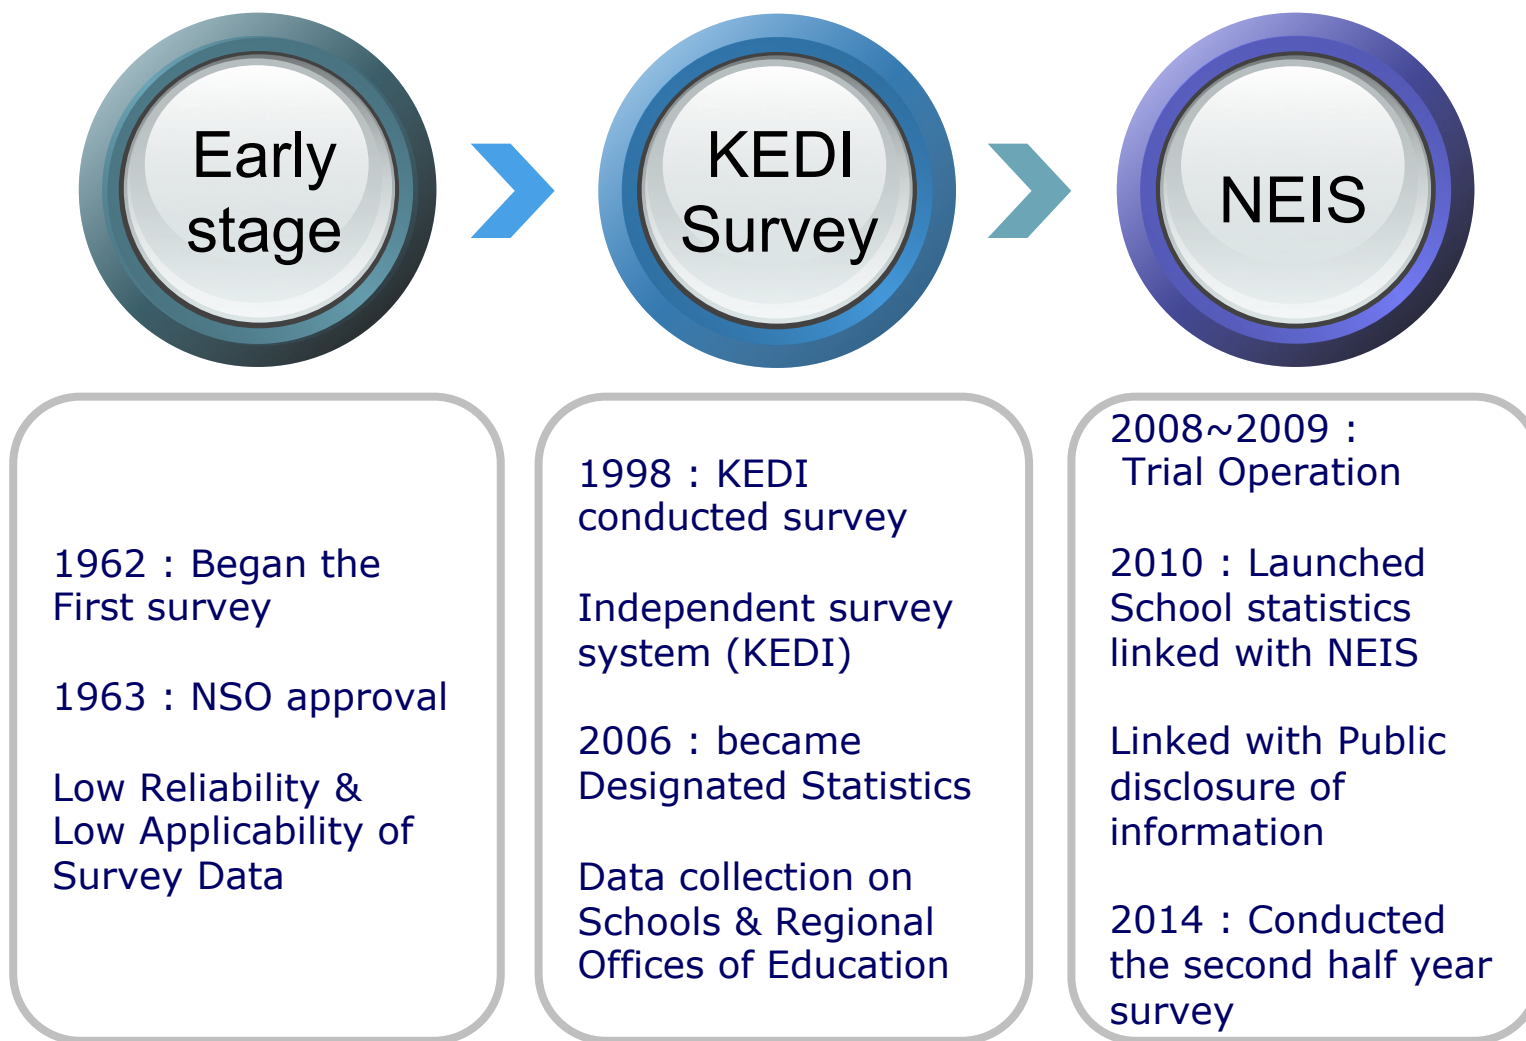 Early
stage
KEDI
Survey
NEIS
1962 : Began the
First survey
1963 : NSO approval
Low Reliability &
Low Applicability of
Survey Data
1998 : KEDI
conducted survey
Independent survey
system (KEDI)
2006 : became
Designated Statistics
Data collection on
Schools & Regional
Offices of Education
2008~2009 :
Trial Operation
2010 : Launched
School statistics
linked with NEIS
Linked with Public
disclosure of
information
2014 : Conducted
the second half year
survey